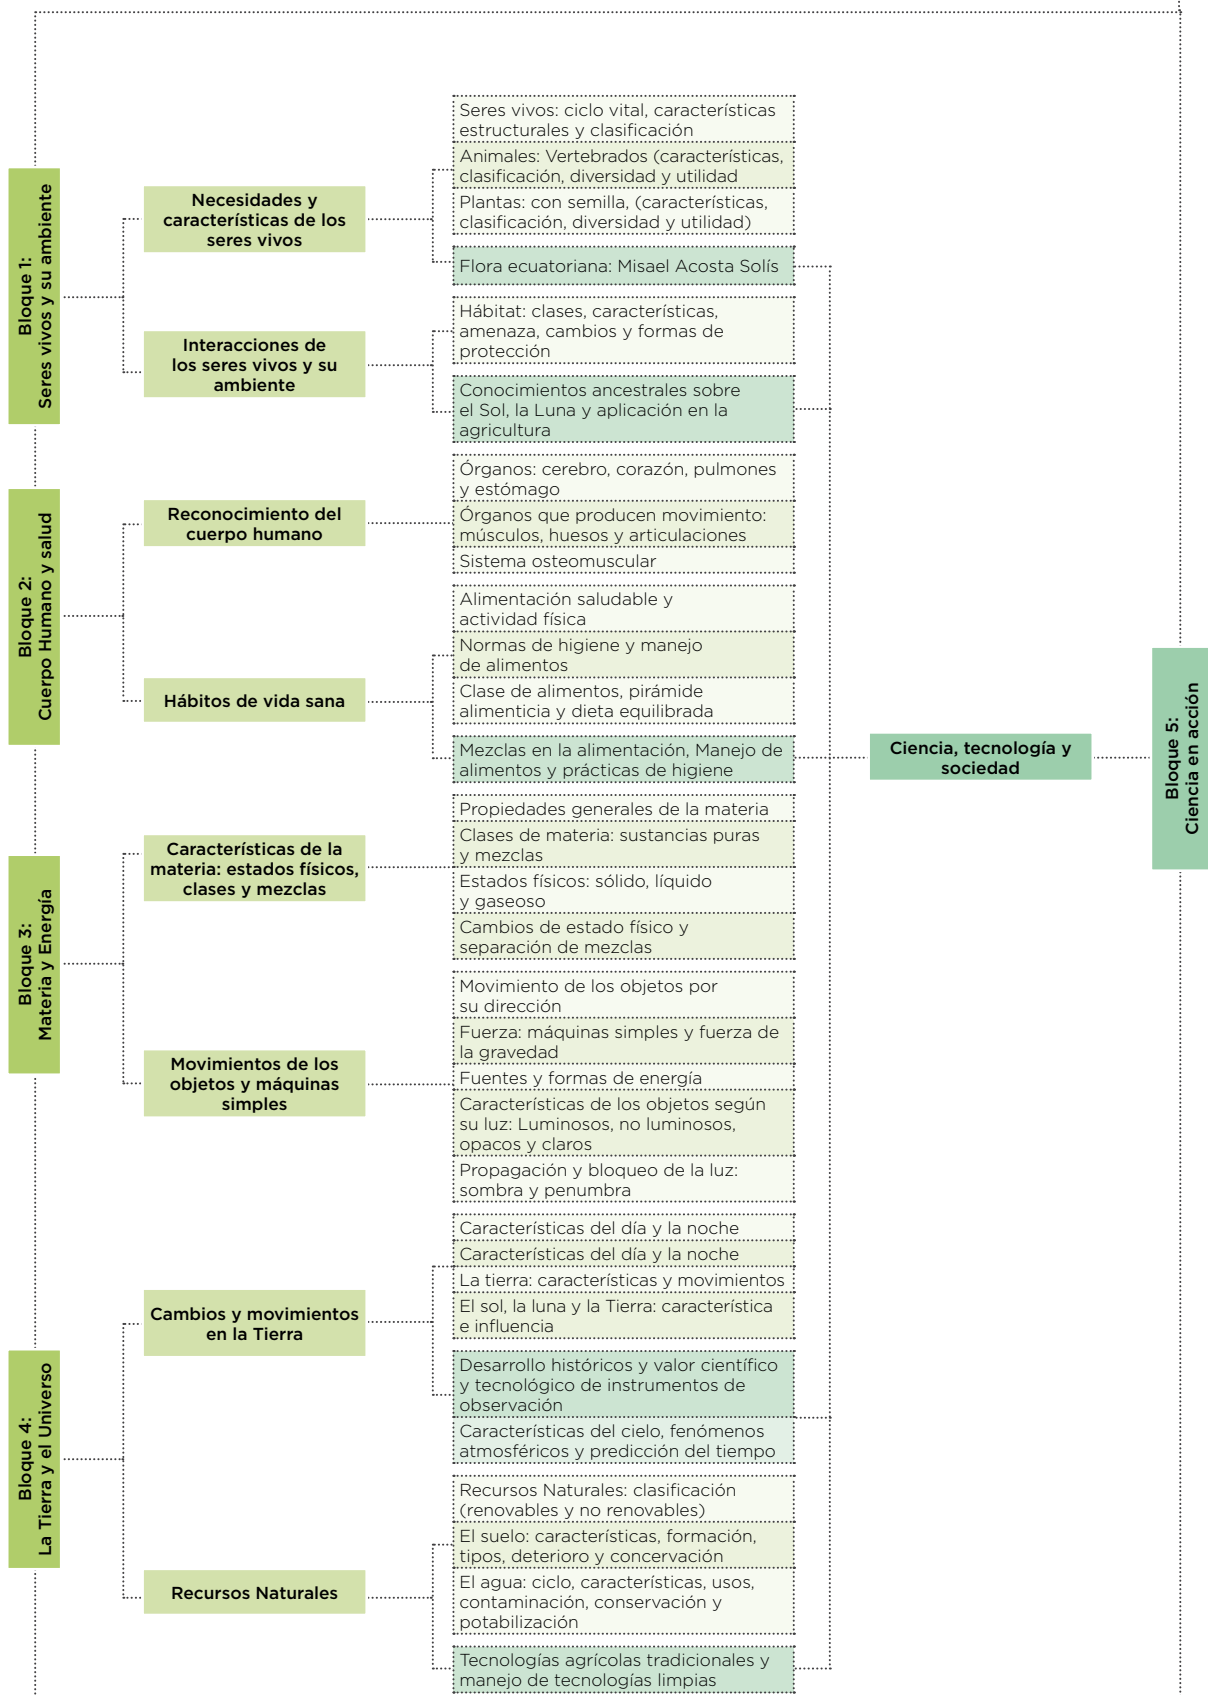 Bloque 1:
Seres vivos y su ambiente
Necesidades y
características de los
seres vivos
Seres vivos: ciclo vital, características
estructurales y clasificación
Animales: Vertebrados (características,
clasificación, diversidad y utilidad
Plantas: con semilla, (características,
clasificación, diversidad y utilidad)
Flora ecuatoriana: Misael Acosta Solís
Interacciones de
los seres vivos y su
ambiente
Hábitat: clases, características,
amenaza, cambios y formas de
protección
Conocimientos ancestrales sobre
el Sol, la Luna y aplicación en la
agricultura
Bloque 2:
Cuerpo Humano y salud
Reconocimiento del
cuerpo humano
Órganos: cerebro, corazón, pulmones
y estómago
Órganos que producen movimiento:
músculos, huesos y articulaciones
Sistema osteomuscular
Hábitos de vida sana
Alimentación saludable y
actividad física
Normas de higiene y manejo
de alimentos
Clase de alimentos, pirámide
alimenticia y dieta equilibrada
Mezclas en la alimentación, Manejo de
alimentos y prácticas de higiene
Bloque 3:
Materia y Energía
Características de la
materia: estados físicos,
clases y mezclas
Propiedades generales de la materia
Clases de materia: sustancias puras
y mezclas
Estados físicos: sólido, líquido
y gaseoso
Cambios de estado físico y
separación de mezclas
Movimientos de los
objetos y máquinas
simples
Movimiento de los objetos por
su dirección
Fuerza: máquinas simples y fuerza de
la gravedad
Fuentes y formas de energía
Características de los objetos según
su luz: Luminosos, no luminosos,
opacos y claros
Propagación y bloqueo de la luz:
sombra y penumbra
Bloque 4:
La Tierra y el Universo
Cambios y movimientos
en la Tierra
Características del día y la noche
Características del día y la noche
La tierra: características y movimientos
El sol, la luna y la Tierra: característica
e influencia
Desarrollo históricos y valor científico
y tecnológico de instrumentos de
observación
Características del cielo, fenómenos
atmosféricos y predicción del tiempo
Recursos Naturales
Recursos Naturales: clasificación
(renovables y no renovables)
El suelo: características, formación,
tipos, deterioro y concervación
El agua: ciclo, características, usos,
contaminación, conservación y
potabilización
Tecnologías agrícolas tradicionales y
manejo de tecnologías limpias
Ciencia, tecnología y
sociedad
Bloque 5:
Ciencia en acción